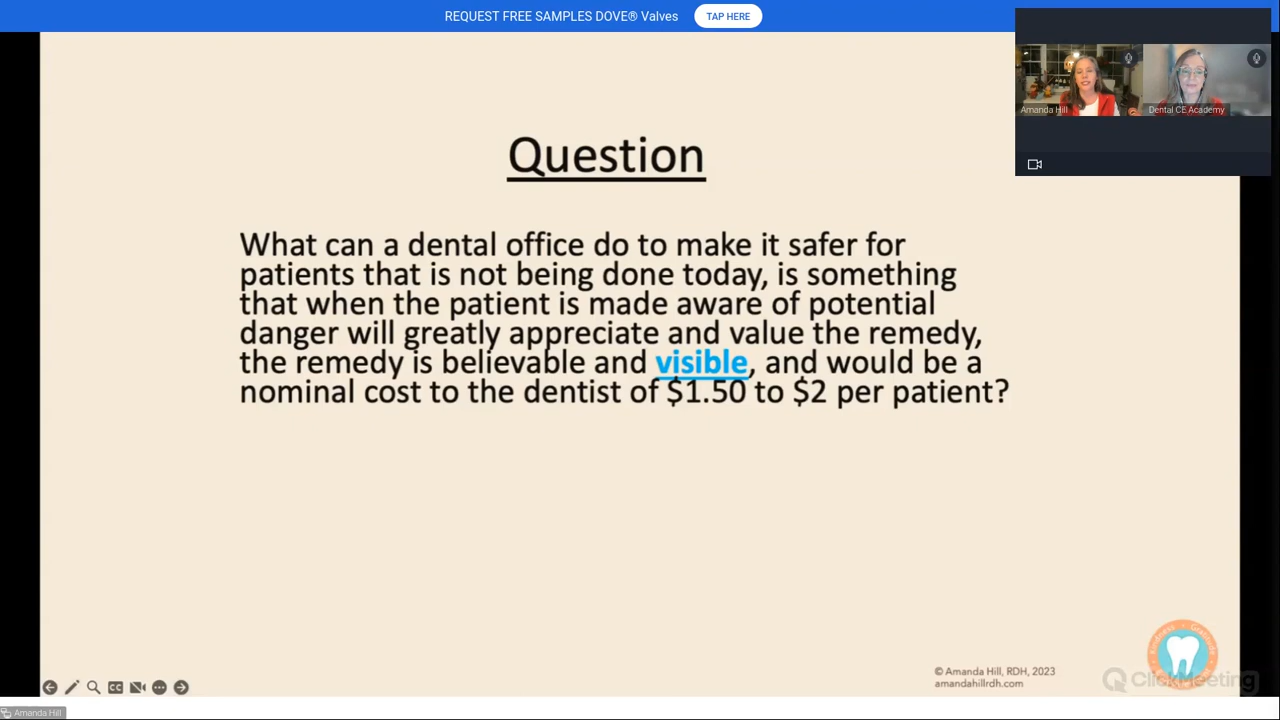 REQUEST FREE SAMPLES DOVE® Valves TAP HERE
Amanda Hill
Dental CE Academy
Question
What can a dental office do to make it safer for
patients that is not being done today, is something
that when the patient is made aware of potential
danger will greatly appreciate and value the remedy,
the remedy is believable and visible, and would be a
nominal cost to the dentist of $1.50 to $2 per patient?
Kindness • Gratitude
© Amanda Hill, RDH, 2023
amandahillrdh.com
ClickMeeting
CC
Amanda Hill